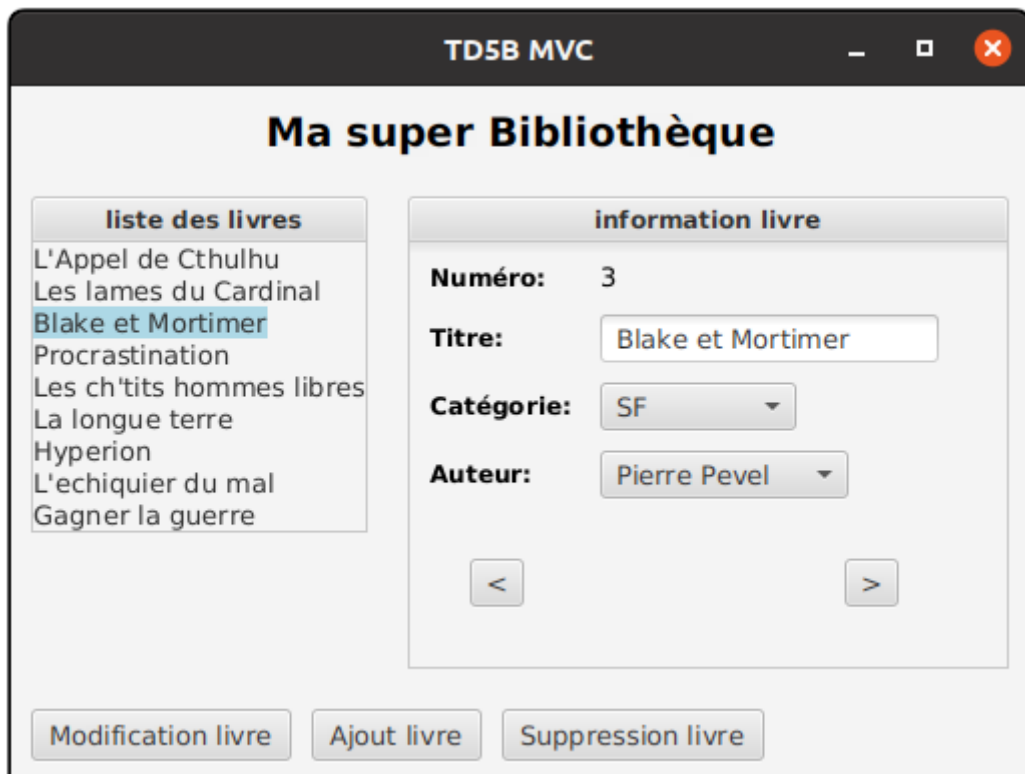 TD5B MVC
Ma super Bibliothèque
liste des livres
L'Appel de Cthulhu
Les lames du Cardinal
Blake et Mortimer
Procrastination
Les ch'tits hommes libres
La longue terre
Hyperion
L'echiquier du mal
Gagner la guerre
information livre
Numéro: 3
Titre: Blake et Mortimer
Catégorie: SF
Auteur: Pierre Pevel
< >
Modification livre Ajout livre Suppression livre